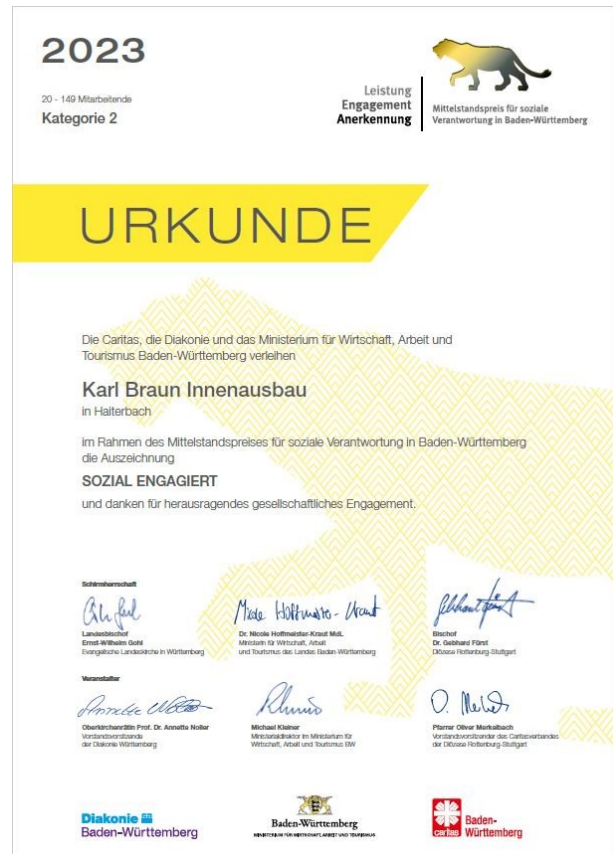 2023
20 - 149 Mitarbeitende
Kategorie 2
Leistung
Engagement
Anerkennung
Mittelstandspreis für soziale
Verantwortung in Baden-Württemberg
URKUNDE
Die Caritas, die Diakonie und das Ministerium für Wirtschaft, Arbeit und
Tourismus Baden-Württemberg verleihen
Karl Braun Innenausbau
in Haiterbach
im Rahmen des Mittelstandspreises für soziale Verantwortung in Baden-Württemberg
die Auszeichnung
SOZIAL ENGAGIERT
und danken für herausragendes gesellschaftliches Engagement.
Schirmherrschaft
Landesbischof
Ernst-Wilhelm Gohl
Evangelische Landeskirche in Württemberg
Dr. Nicole Hoffmeister-Kraut MdL
Ministerin für Wirtschaft, Arbeit
und Tourismus des Landes Baden-Württemberg
Bischof
Dr. Gebhard Fürst
Diözese Rottenburg-Stuttgart
Veranstalter
Oberkirchenrätin Prof. Dr. Annette Noller
Vorstandsvorsitzende
der Diakonie Württemberg
Michael Kleiner
Ministerialdirektor im Ministerium für
Wirtschaft, Arbeit und Tourismus BW
Pfarrer Oliver Merkelbach
Vorstandsvorsitzender des Caritasverbandes
der Diözese Rottenburg-Stuttgart
Diakonie
Baden-Württemberg
Baden-Württemberg
MINISTERIUM FÜR WIRTSCHAFT, ARBEIT UND TOURISMUS
caritas
Baden-
Württemberg